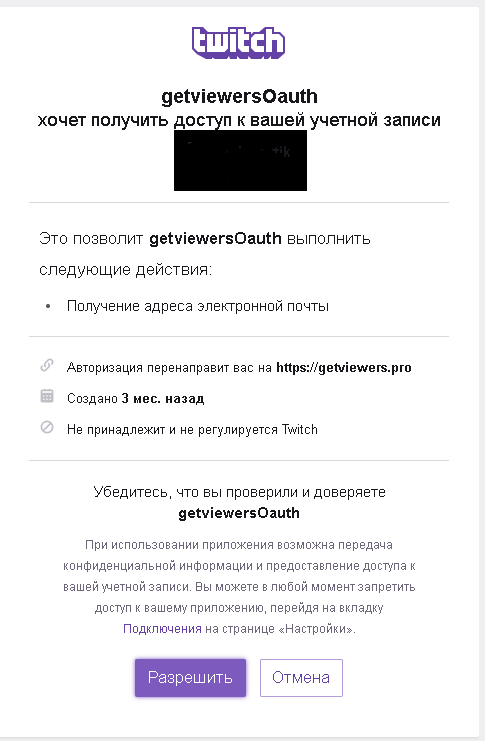 twitch
getviewersOauth
хочет получить доступ к вашей учетной записи
Это позволит getviewersOauth выполнить
следующие действия:
• Получение адреса электронной почты
Авторизация перенаправит вас на https://getviewers.pro
Создано 3 мес. назад
Не принадлежит и не регулируется Twitch
Убедитесь, что вы проверили и доверяете
getviewersOauth
При использовании приложения возможна передача
конфиденциальной информации и предоставление доступа к
вашей учетной записи. Вы можете в любой момент запретить
доступ к вашему приложению, перейдя на вкладку
Подключения на странице «Настройки».
Разрешить Отмена